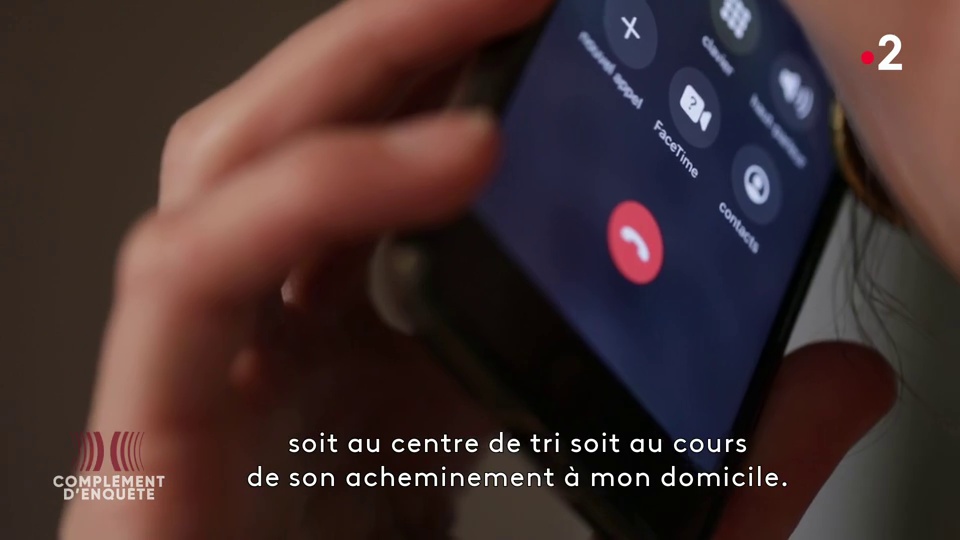 2
nouvel appel
clavier
haut-parleur
FaceTime
contacts
soit au centre de tri soit au cours
de son acheminement à mon domicile.
COMPLÉMENT
D'ENQUÊTE